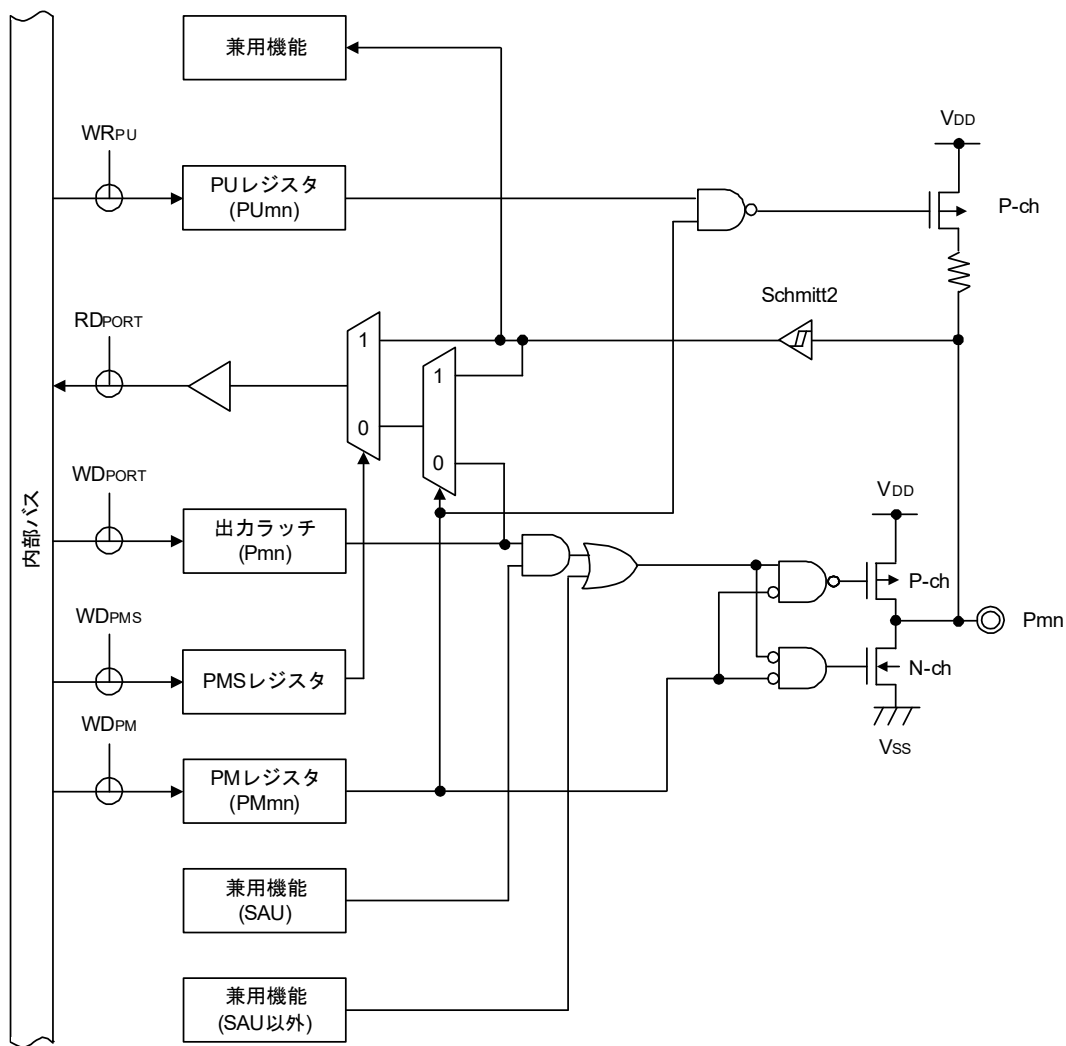 兼用機能
WRPU
PUレジスタ
(PUmn)
VDD
P-ch
Schmitt2
RDPORT
1
0
1
0
WDPORT
出力ラッチ
(Pmn)
VDD
P-ch
Pmn
N-ch
VSS
内部バス
WDPMS
PMSレジスタ
WDPM
PMレジスタ
(PMmn)
兼用機能
(SAU)
兼用機能
(SAU以外)